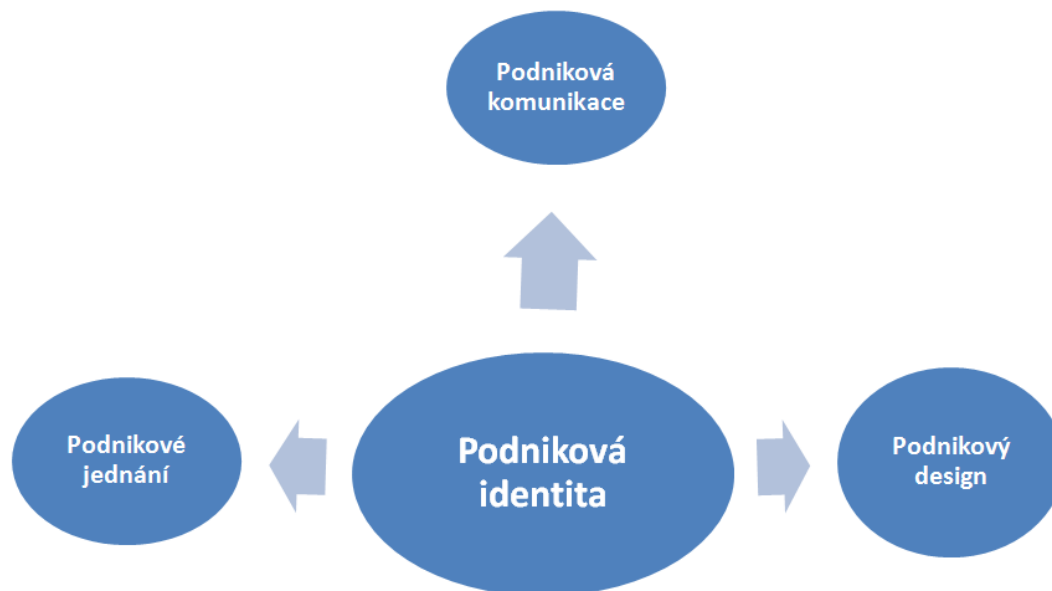 Podniková
komunikace
Podnikové
jednání
Podniková
identita
Podnikový
design